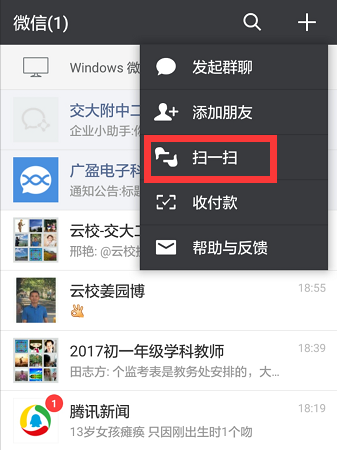 微信(1)
Windows 微
发起群聊
添加朋友
扫一扫
收付款
帮助与反馈
交大附中二
企业小助手:你
广盈电子科
通知公告:标题
云校-交大二
邢艳: @云校技
云校姜园博
18:55
2017初一年级学科教师
18:39
田志方: 个监考表是教务处安排的，大…
腾讯新闻
1
18:19
13岁女孩瘫痪 只因刚出生时1个吻